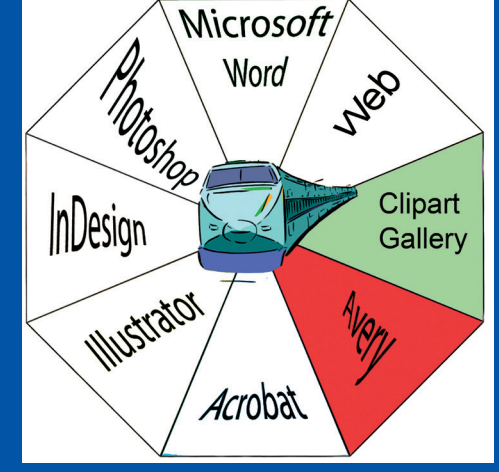 Microsoft
Word
Web
Clipart
Gallery
Avery
Acrobat
Illustrator
InDesign
Photoshop